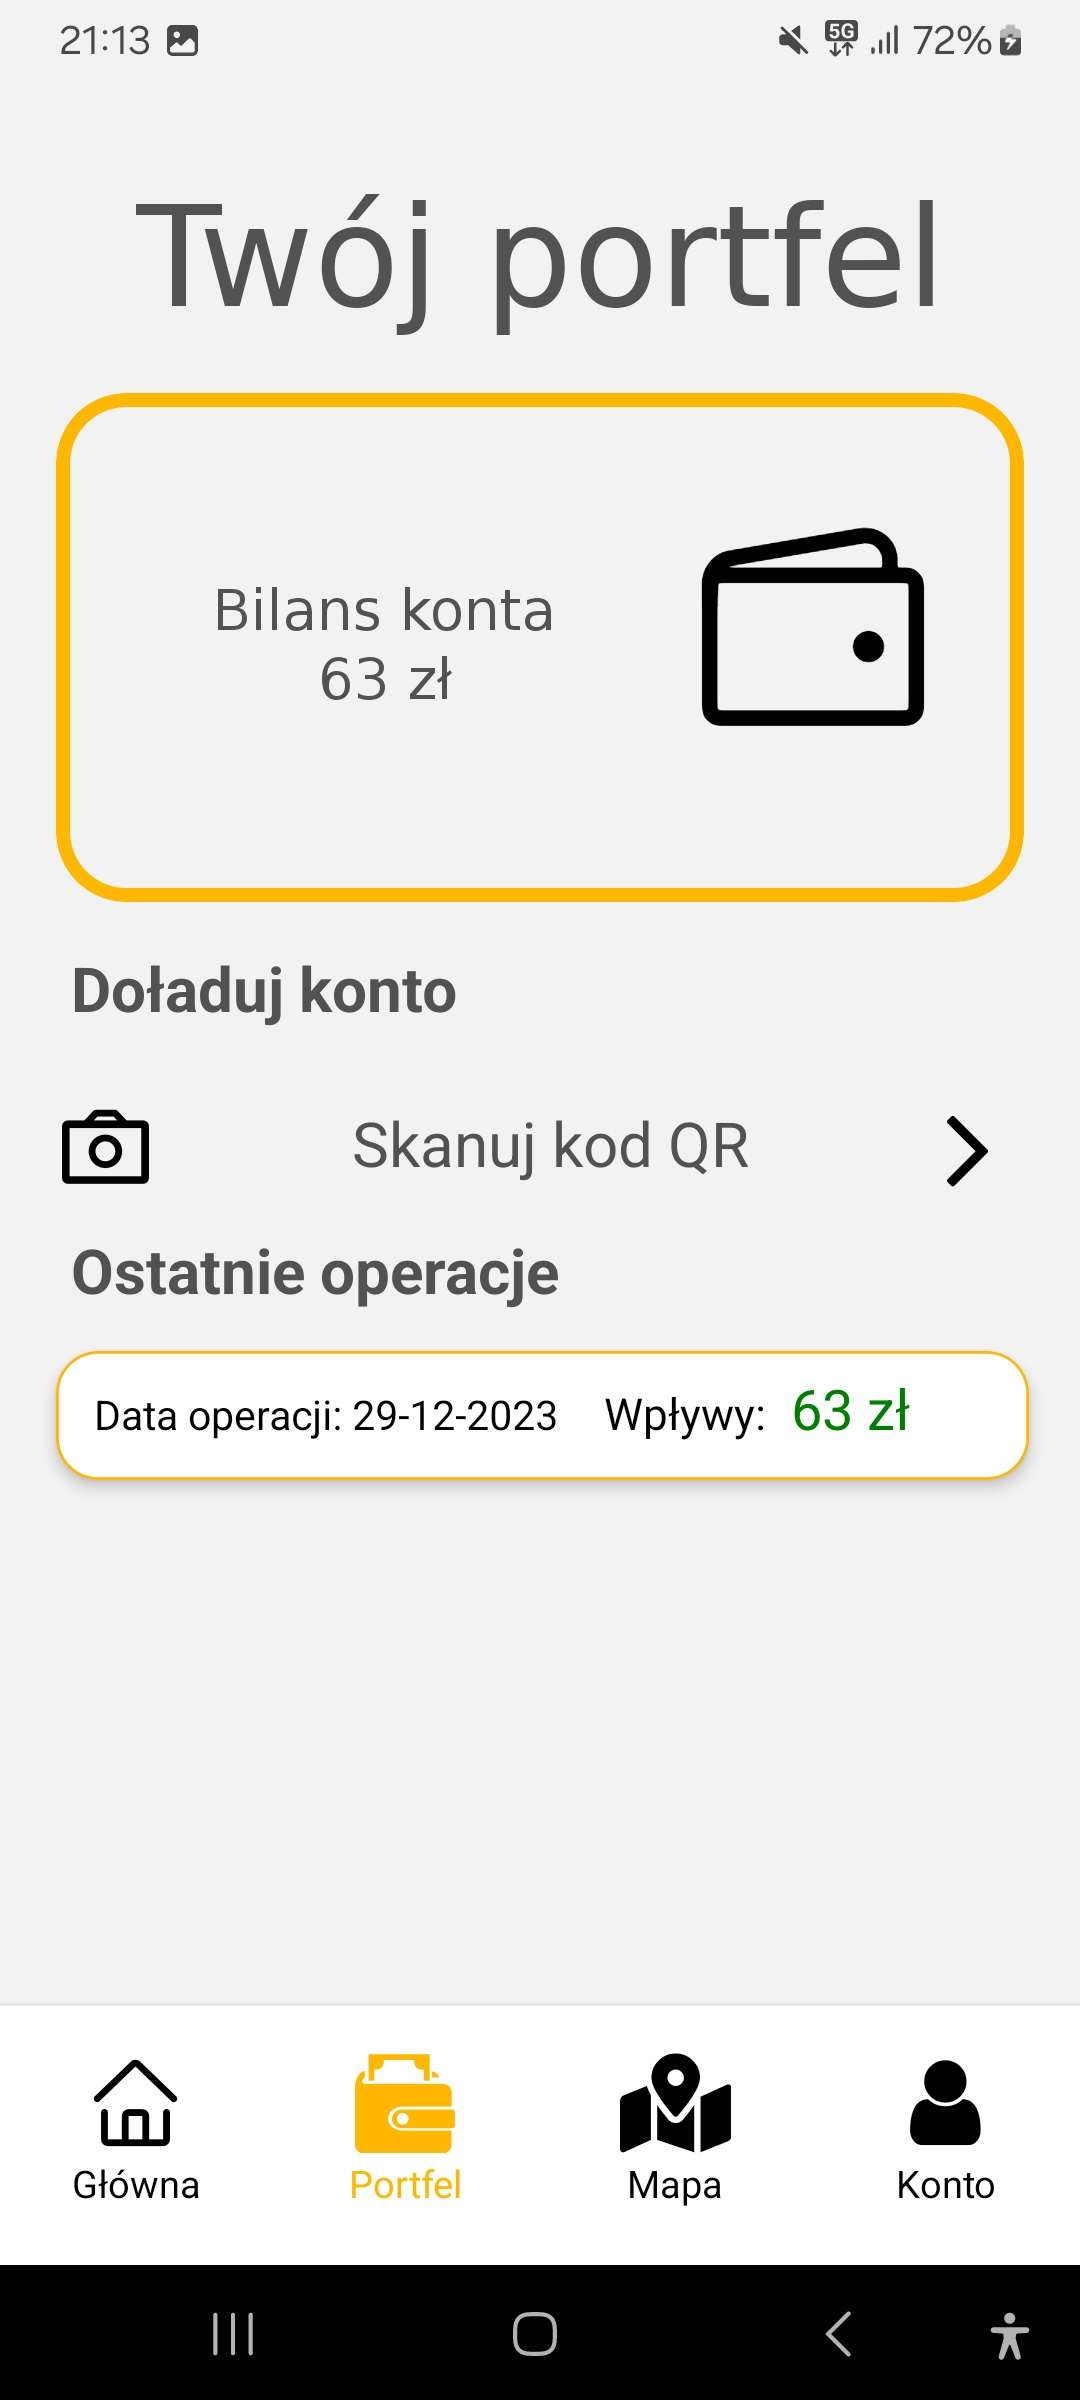 21:13
5G 72%
Twój portfel
Bilans konta
63 zł
Doładuj konto
Skanuj kod QR
Ostatnie operacje
Data operacji: 29-12-2023 Wpływy: 63 zł
Główna Portfel Mapa Konto